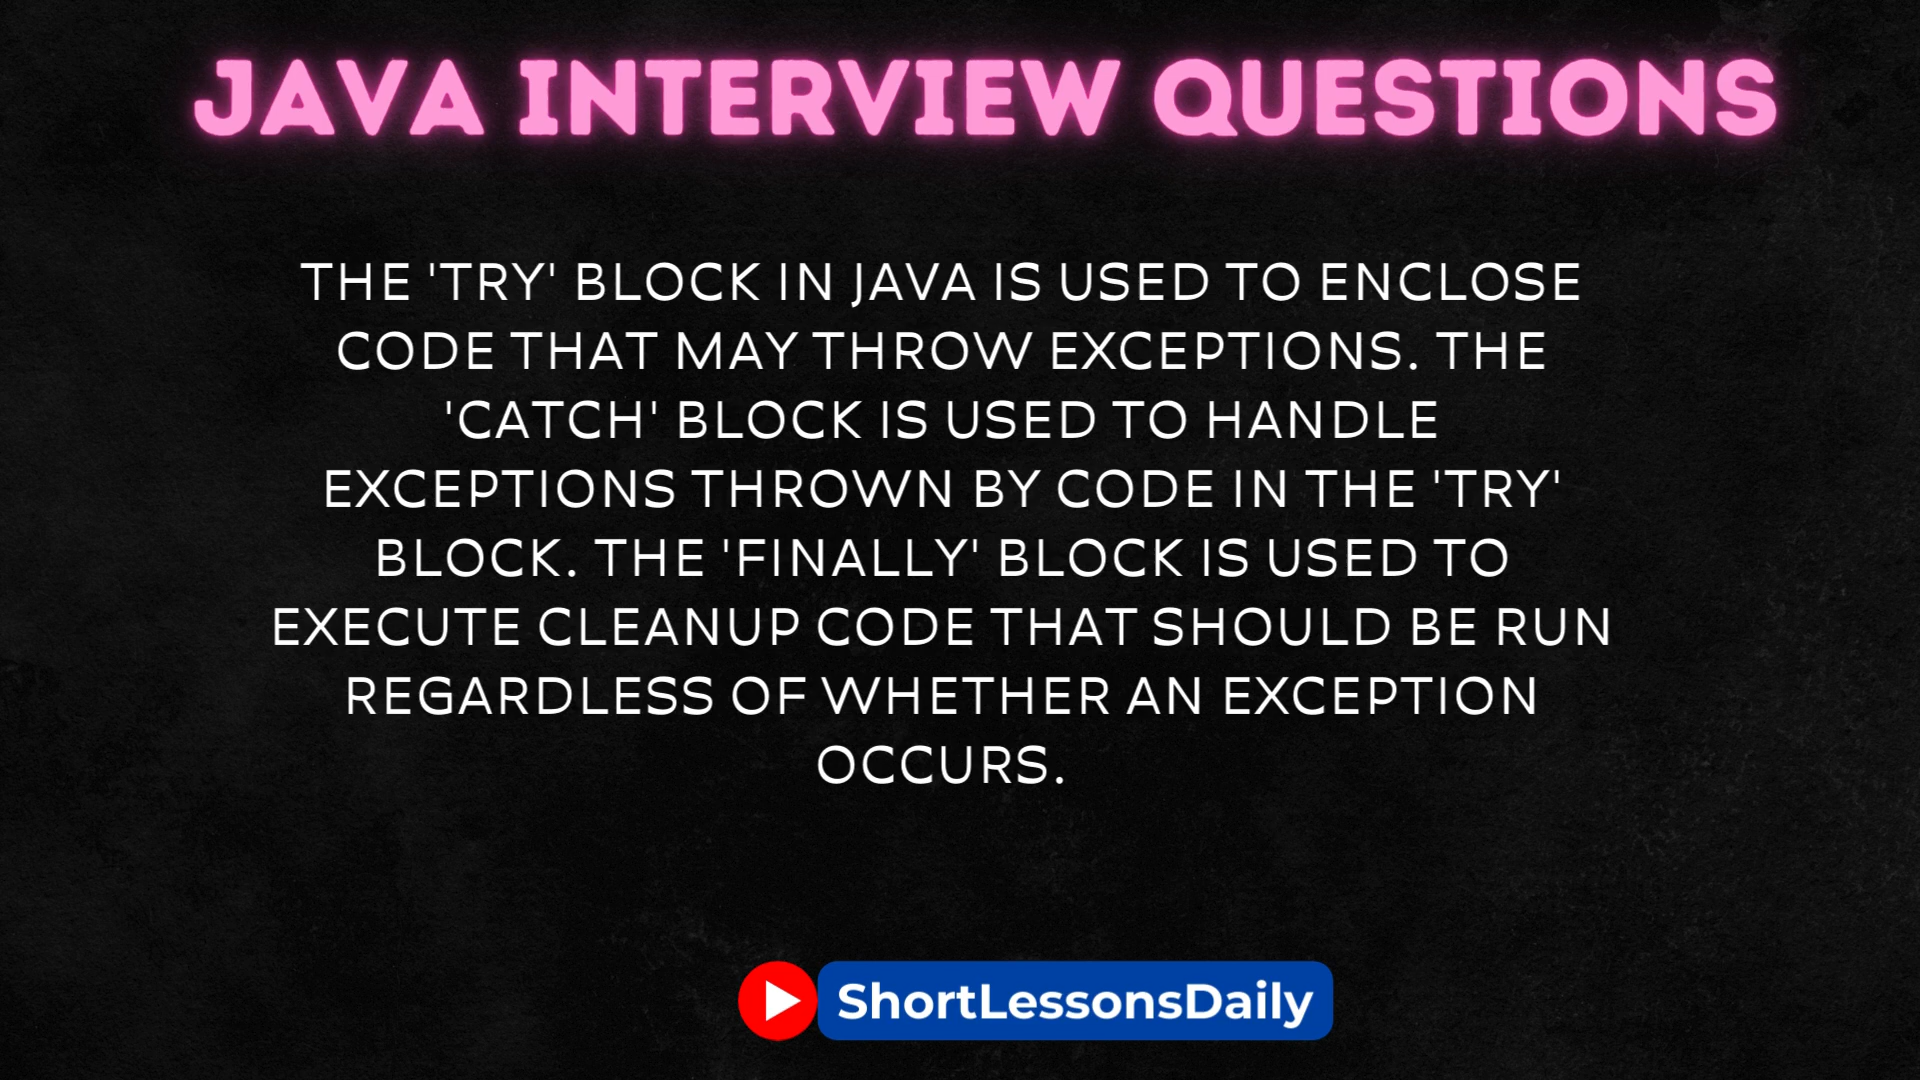 JAVA INTERVIEW QUESTIONS
THE 'TRY' BLOCK IN JAVA IS USED TO ENCLOSE
CODE THAT MAY THROW EXCEPTIONS. THE
'CATCH' BLOCK IS USED TO HANDLE
EXCEPTIONS THROWN BY CODE IN THE 'TRY'
BLOCK. THE 'FINALLY' BLOCK IS USED TO
EXECUTE CLEANUP CODE THAT SHOULD BE RUN
REGARDLESS OF WHETHER AN EXCEPTION
OCCURS.
ShortLessonsDaily